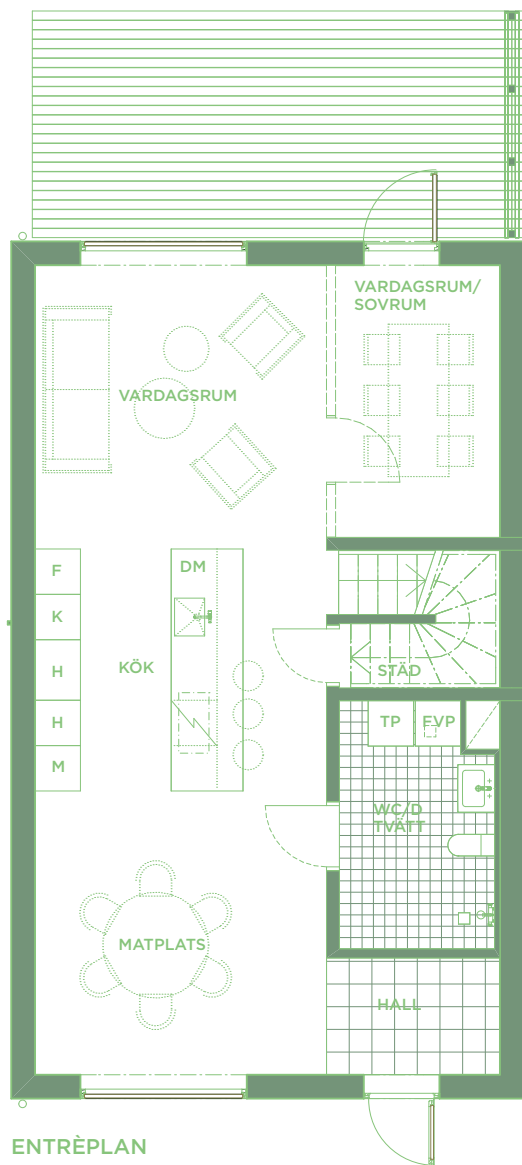 VARDAGSRUM/
SOVRUM
VARDAGSRUM
DM
F
K
H
H
M
KÖK
STÄD
TP
FVP
WC/D
TVÄTT
MATPLATS
HALL
ENTRÈPLAN